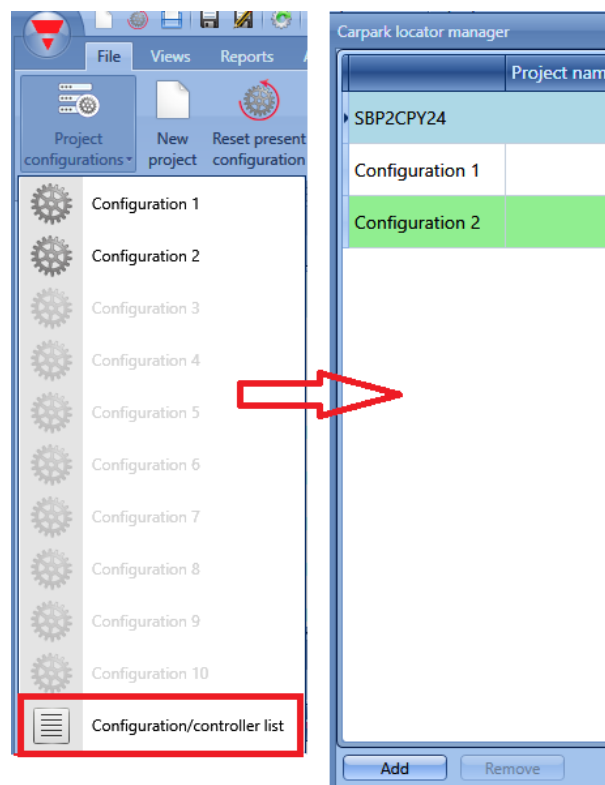 File Views Reports
Project configurations
New project
Reset present configuration
Configuration 1
Configuration 2
Configuration 3
Configuration 4
Configuration 5
Configuration 6
Configuration 7
Configuration 8
Configuration 9
Configuration 10
Configuration/controller list
Carpark locator manager
Project nam
SBP2CPY24
Configuration 1
Configuration 2
Add Remove